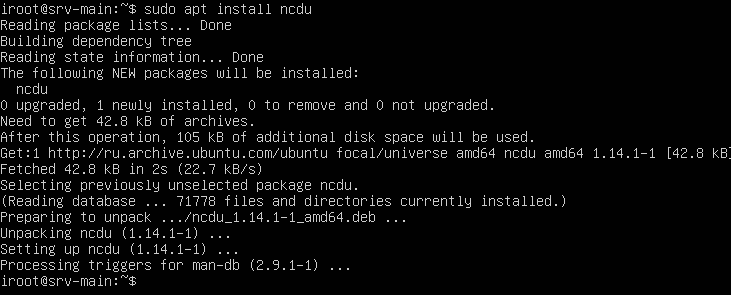 iroot@srv-main:~$ sudo apt install ncdu
Reading package lists... Done
Building dependency tree
Reading state information... Done
The following NEW packages will be installed:
  ncdu
0 upgraded, 1 newly installed, 0 to remove and 0 not upgraded.
Need to get 42.8 kB of archives.
After this operation, 105 kB of additional disk space will be used.
Get:1 http://ru.archive.ubuntu.com/ubuntu focal/universe amd64 ncdu amd64 1.14.1-1 [42.8 kB]
Fetched 42.8 kB in 2s (22.7 kB/s)
Selecting previously unselected package ncdu.
(Reading database ... 71778 files and directories currently installed.)
Preparing to unpack .../ncdu_1.14.1-1_amd64.deb ...
Unpacking ncdu (1.14.1-1) ...
Setting up ncdu (1.14.1-1) ...
Processing triggers for man-db (2.9.1-1) ...
iroot@srv-main:~$